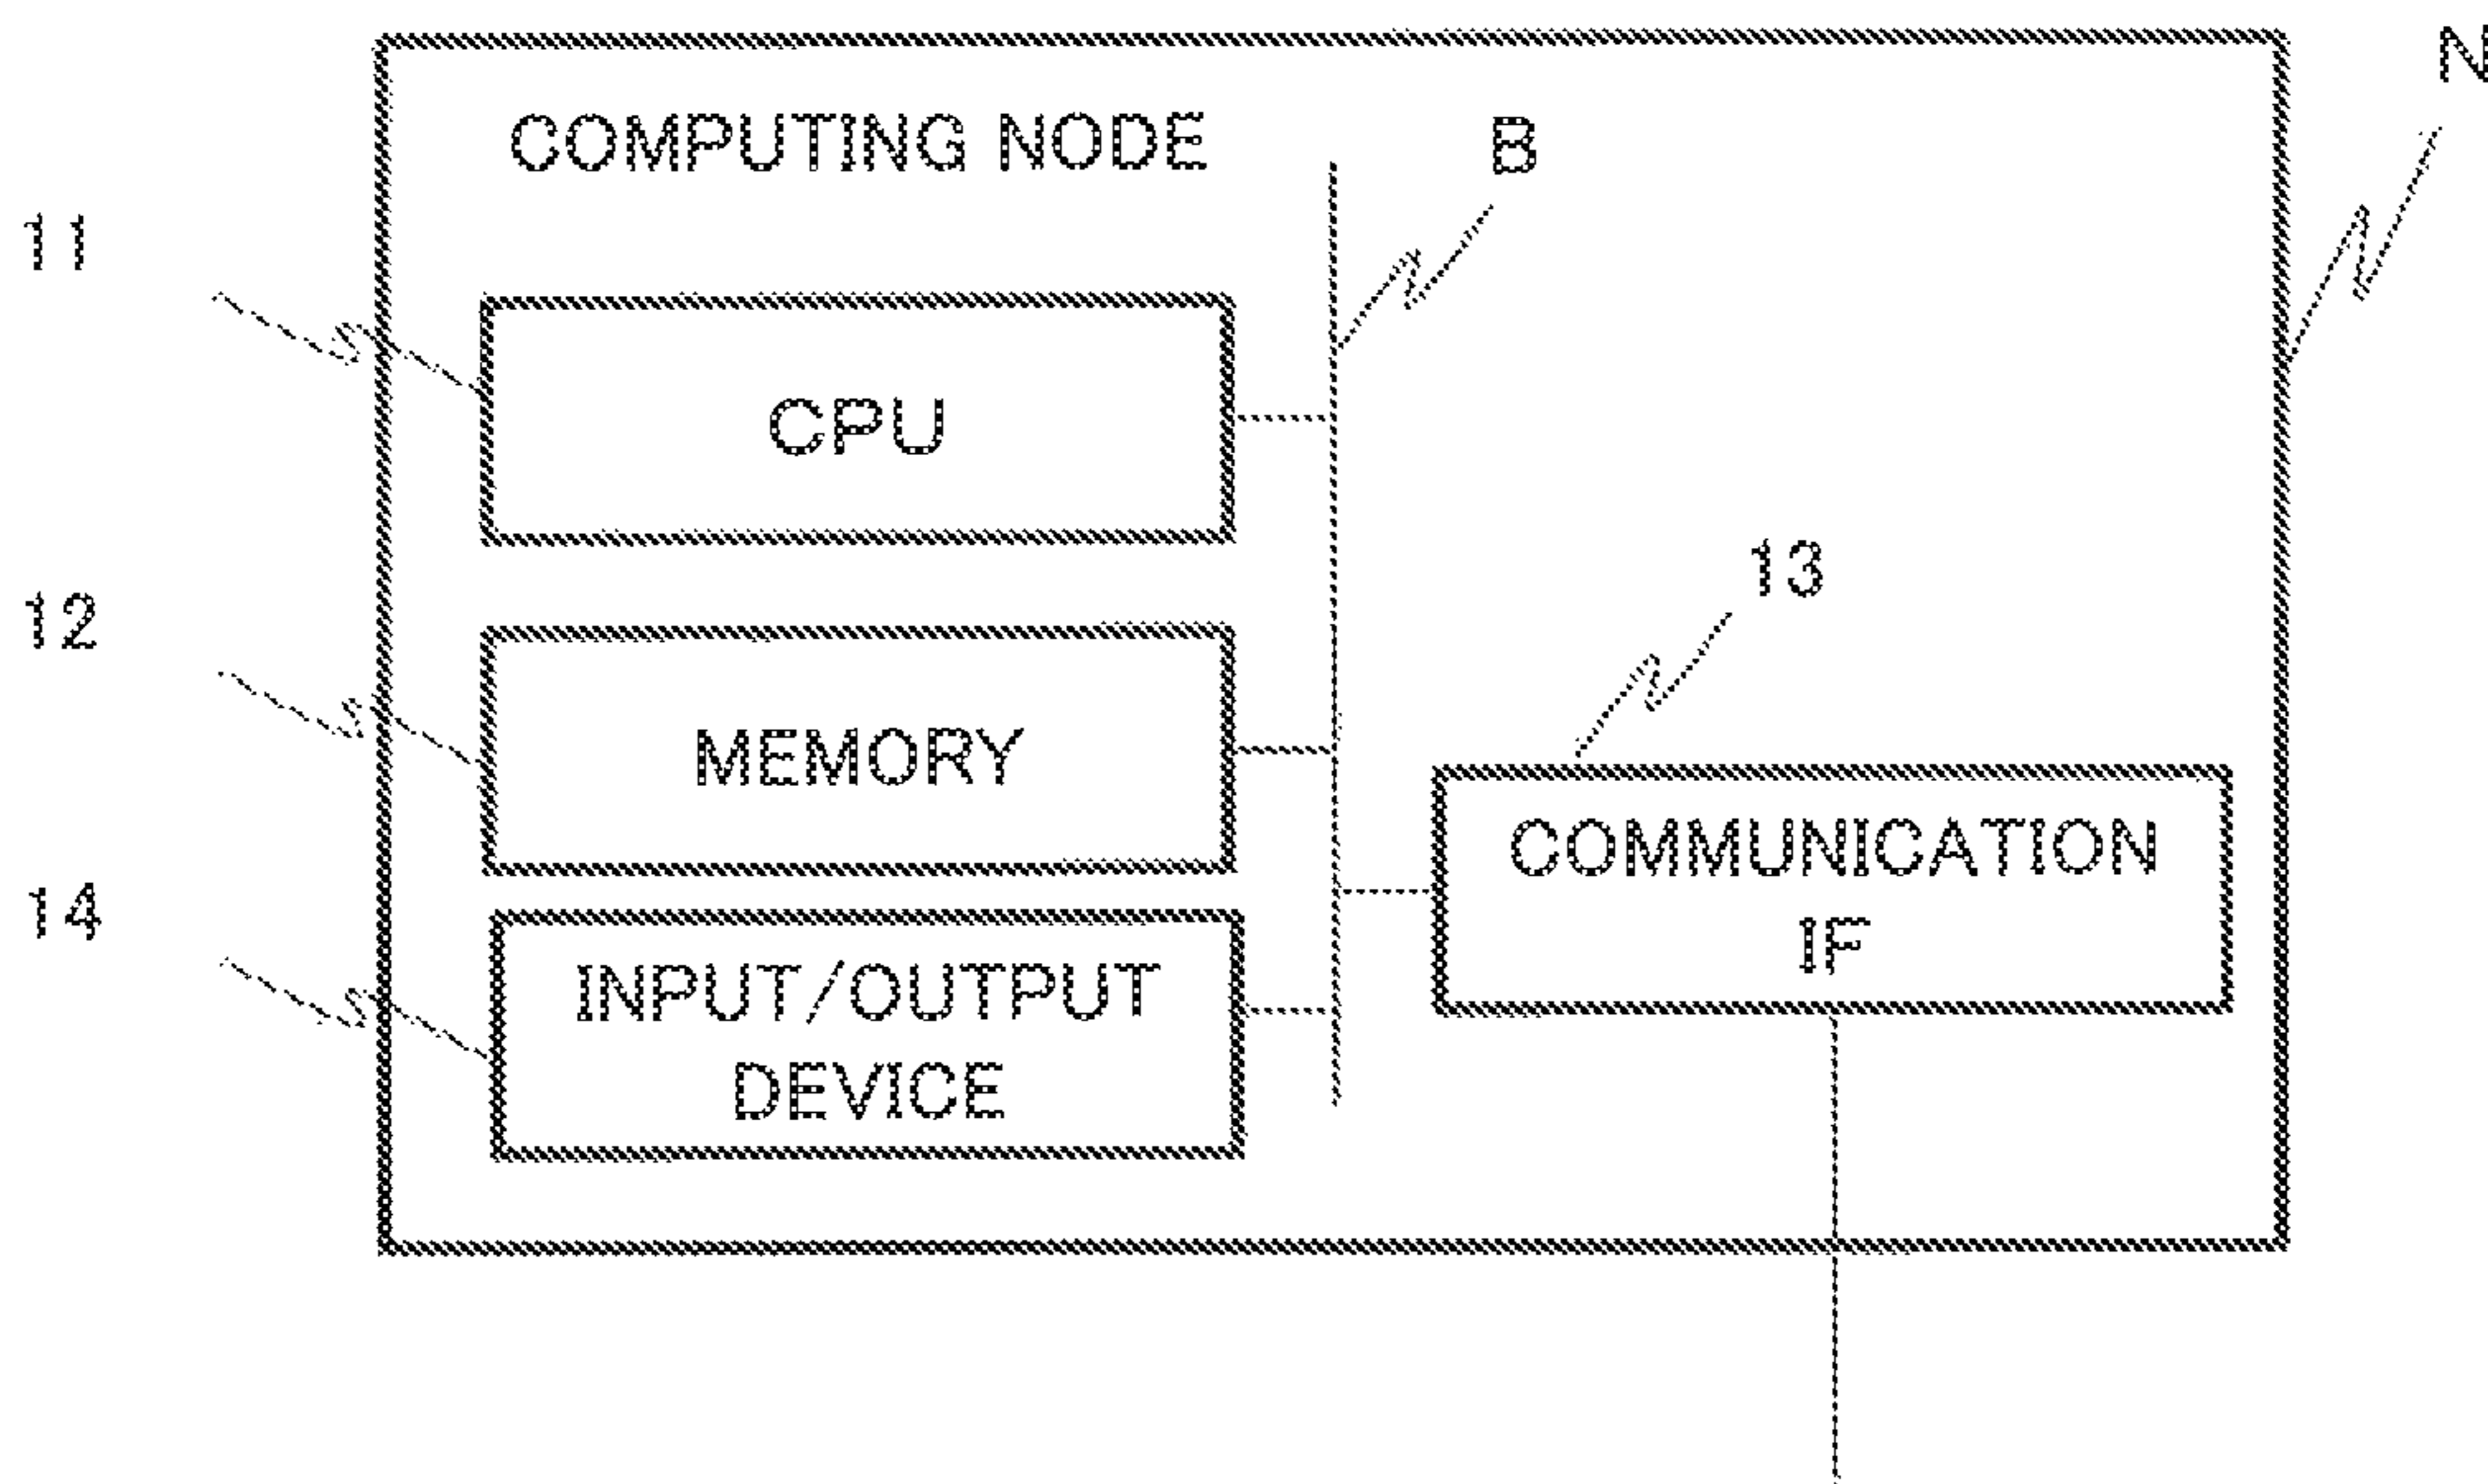 N
COMPUTING NODE
B
11
CPU
13
12
MEMORY
COMMUNICATION
IF
14
INPUT/OUTPUT
DEVICE